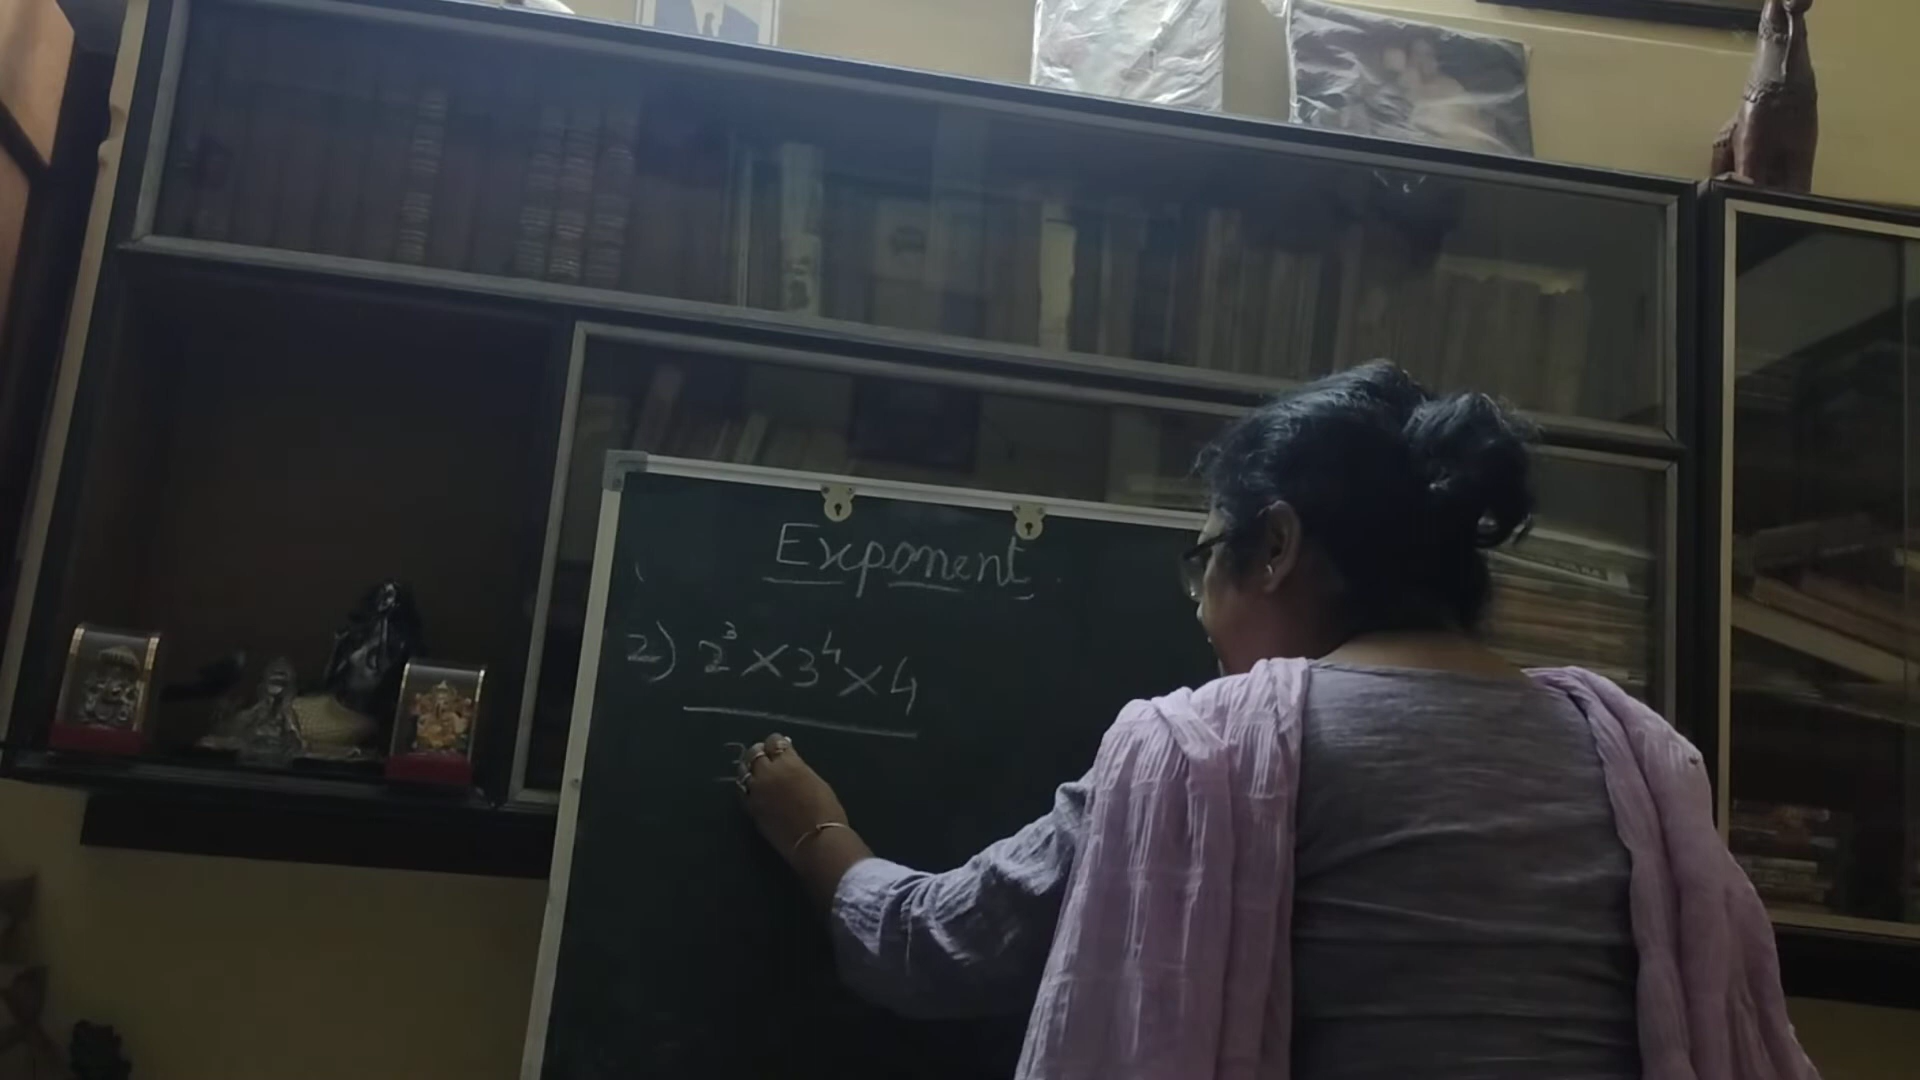 Exponent
2) 2³ × 3⁴ × 4